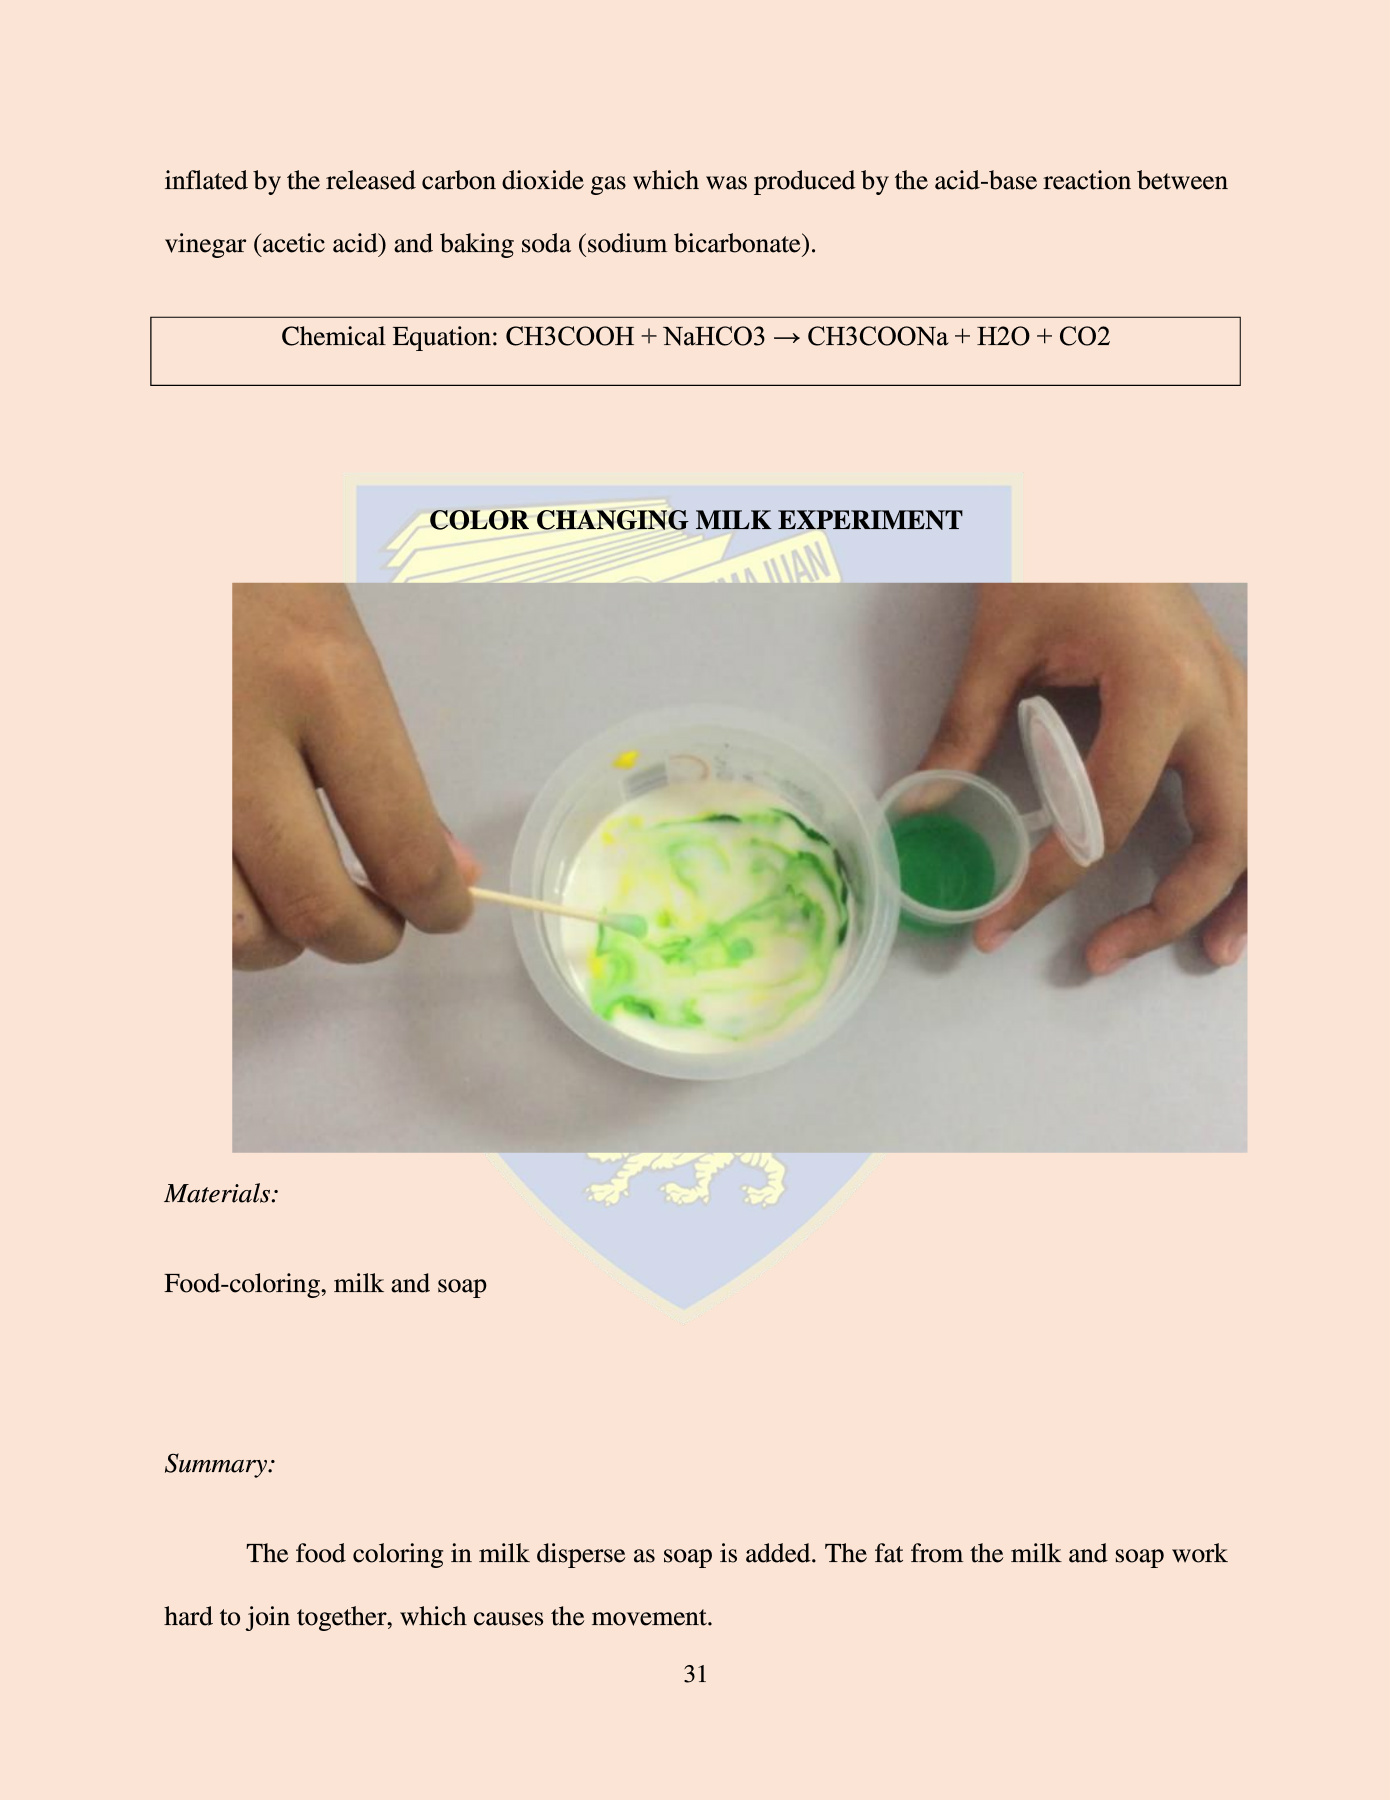 inflated by the released carbon dioxide gas which was produced by the acid-base reaction between
vinegar (acetic acid) and baking soda (sodium bicarbonate).
Chemical Equation: CH3COOH + NaHCO3 → CH3COONa + H2O + CO2
COLOR CHANGING MILK EXPERIMENT
Materials:
Food-coloring, milk and soap
Summary:
The food coloring in milk disperse as soap is added. The fat from the milk and soap work
hard to join together, which causes the movement.
31